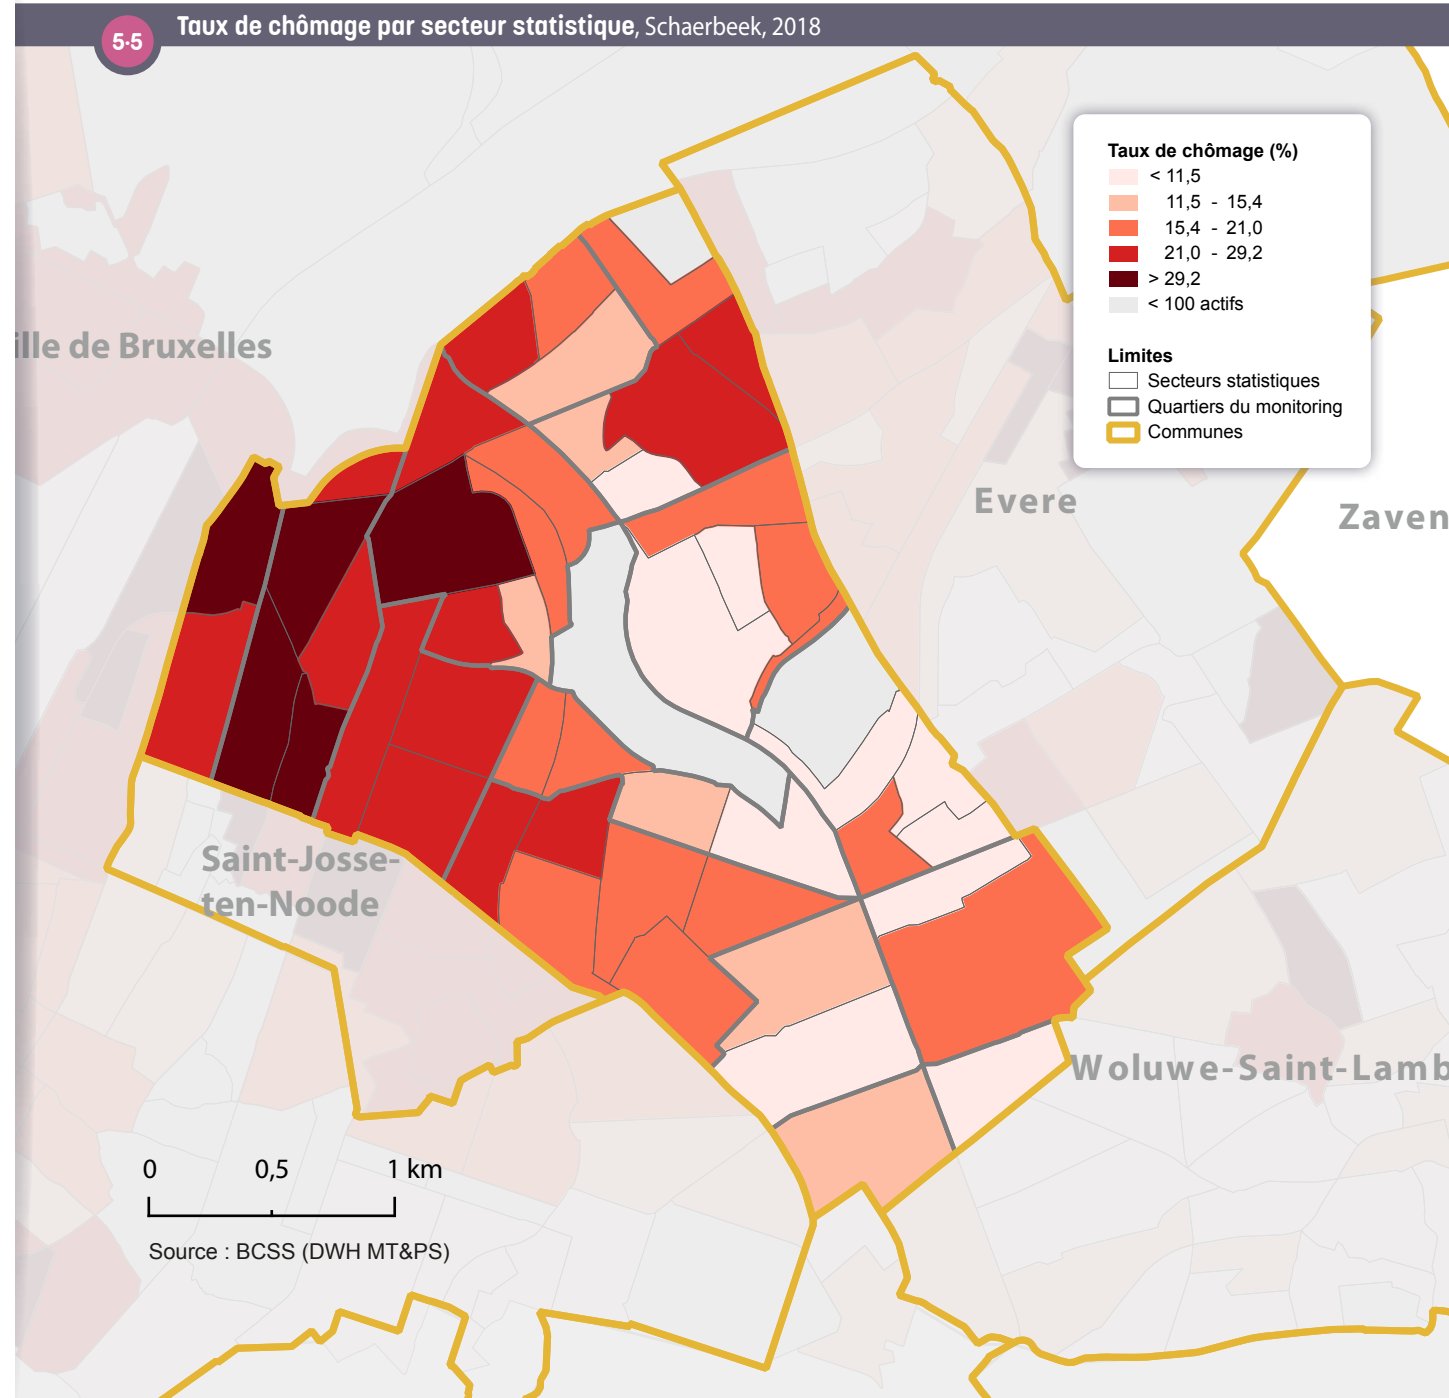 5·5
Taux de chômage par secteur statistique, Schaerbeek, 2018
Taux de chômage (%)
< 11,5
11,5 - 15,4
15,4 - 21,0
21,0 - 29,2
> 29,2
< 100 actifs
Limites
Secteurs statistiques
Quartiers du monitoring
Communes
ille de Bruxelles
Evere
Zaven
Saint-Josse-
ten-Noode
Woluwe-Saint-Lamb
0 0,5 1 km
Source : BCSS (DWH MT&PS)